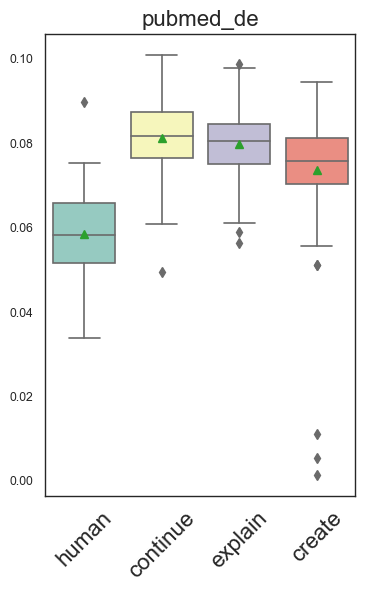 pubmed_de
0.10
0.08
0.06
0.04
0.02
0.00
human
continue
explain
create